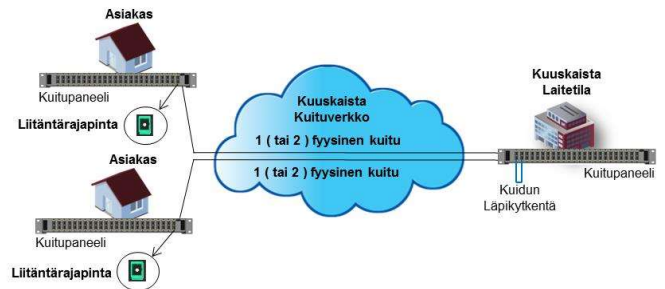 Asiakas
Kuitupaneeli
Liitäntärajapinta
Asiakas
Kuitupaneeli
Liitäntärajapinta
Kuuskaista
Kuituverkko
1 ( tai 2 ) fyysinen kuitu
1 ( tai 2 ) fyysinen kuitu
Kuuskaista
Laitetila
Kuitupaneeli
Kuidun
Läpikytkentä